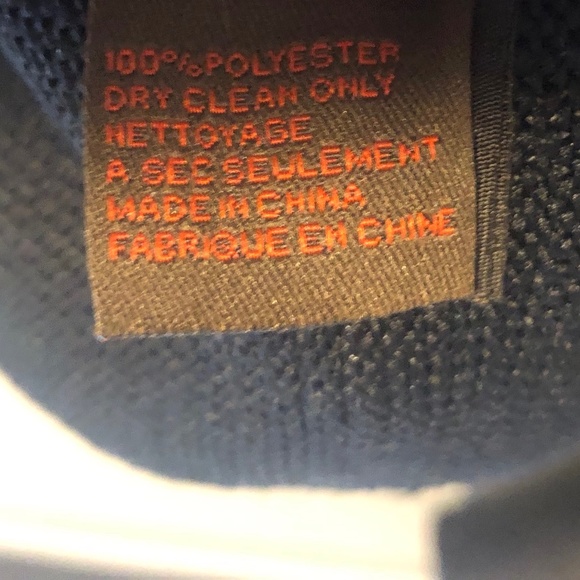 100% POLYESTER
DRY CLEAN ONLY
NETTOYAGE
A SEC SEULEMENT
MADE IN CHINA
FABRIQUE EN CHINE